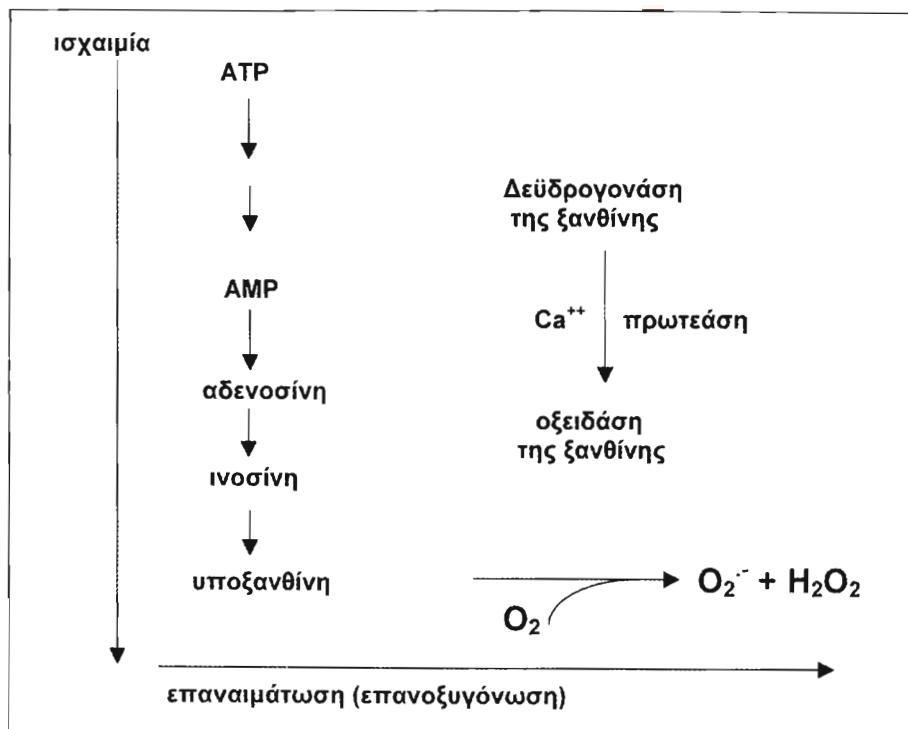 ισχαιμία
ATP
AMP
αδενοσίνη
ινοσίνη
υποξανθίνη
Δεϋδρογονάση
της ξανθίνης
Ca⁺⁺ πρωτεάση
οξειδάση
της ξανθίνης
O₂
O₂·⁻ + H₂O₂
επαναιμάτωση (επανοξυγόνωση)